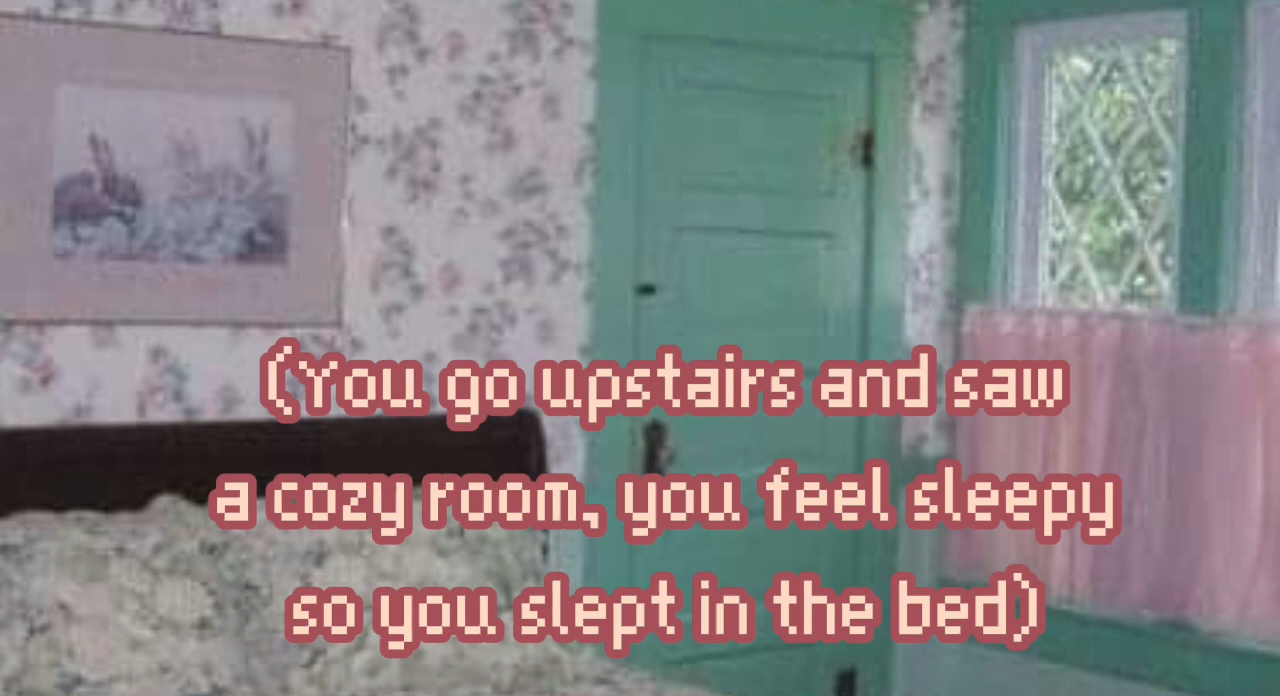 (You go upstairs and saw
a cozy room, you feel sleepy
so you slept in the bed)